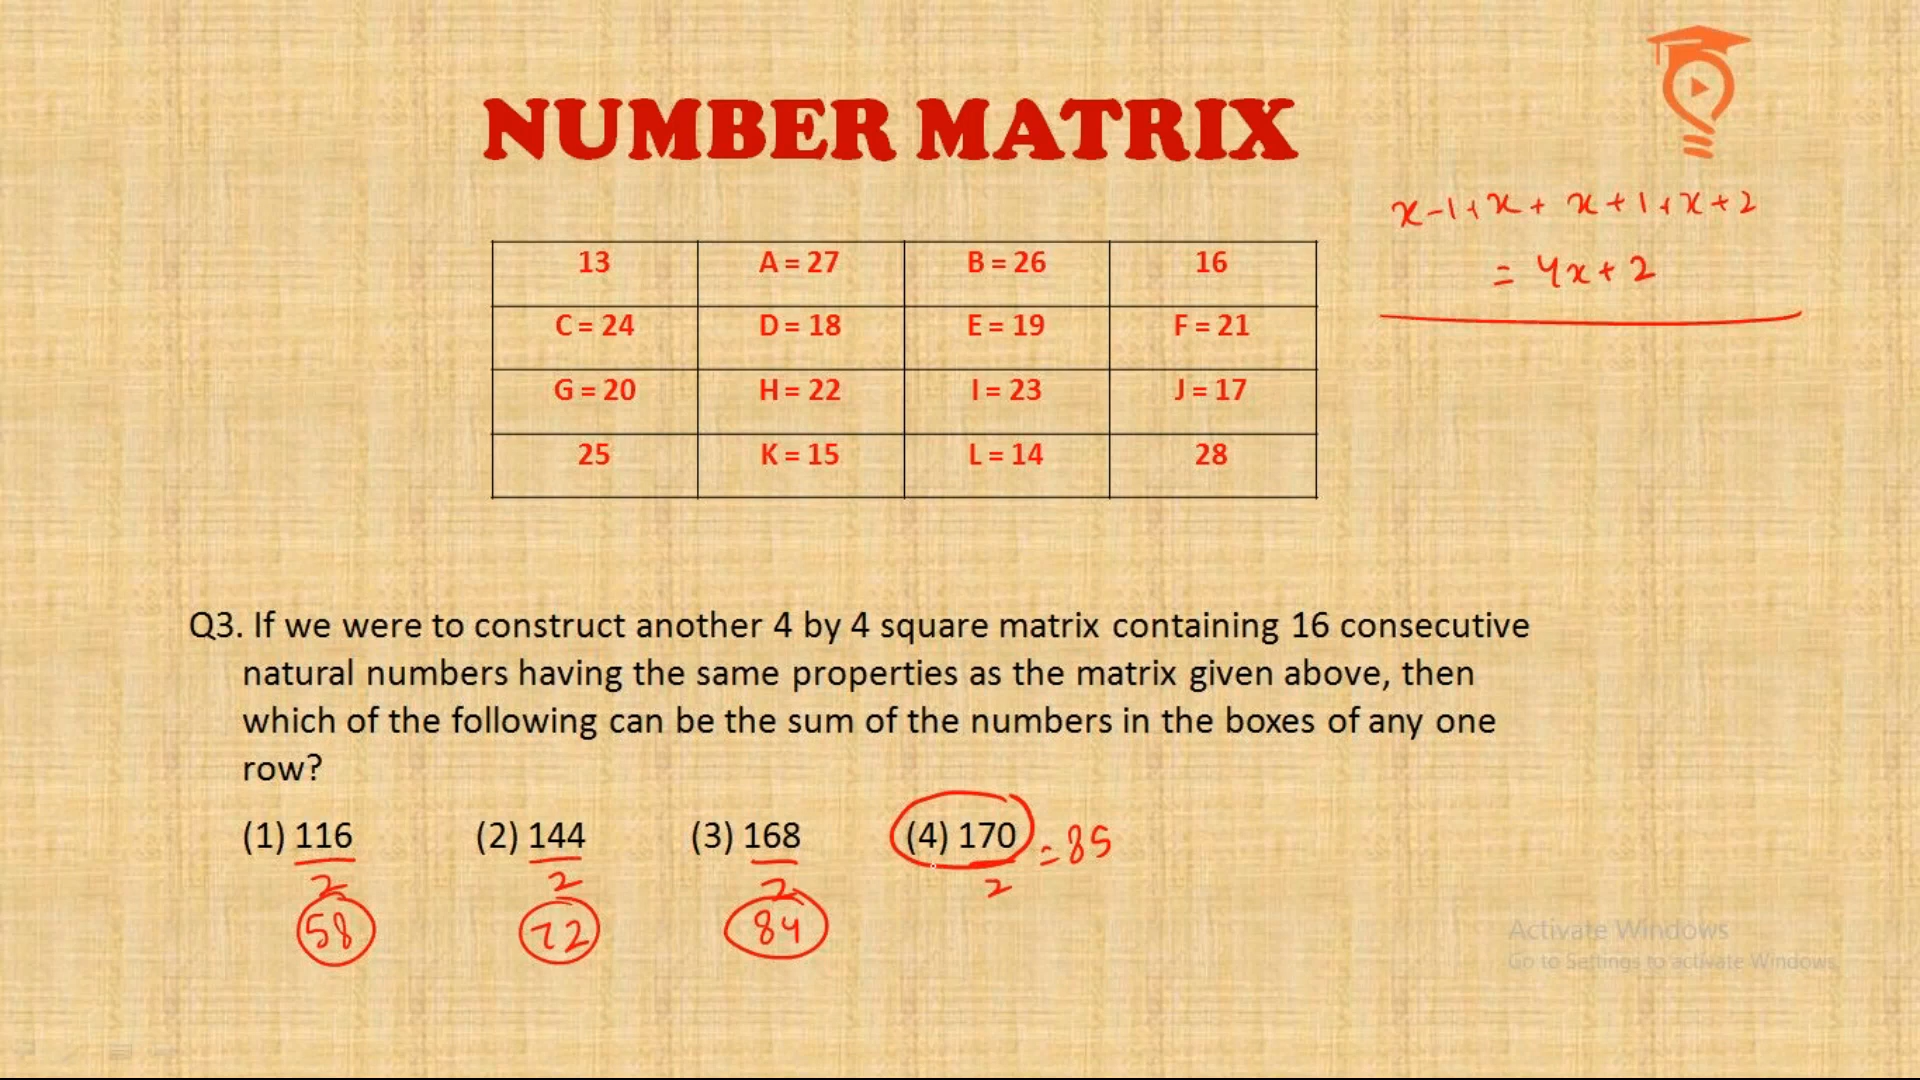 NUMBER MATRIX
x-1+x+x+1+x+2
= 4x+2
13 A = 27 B = 26 16
C = 24 D = 18 E = 19 F = 21
G = 20 H = 22 I = 23 J = 17
25 K = 15 L = 14 28
Q3. If we were to construct another 4 by 4 square matrix containing 16 consecutive
natural numbers having the same properties as the matrix given above, then
which of the following can be the sum of the numbers in the boxes of any one
row?
(1) 116 (2) 144 (3) 168 (4) 170 = 85
2 2 2 2
58 72 84
Activate Windows
Go to Settings to activate Windows.